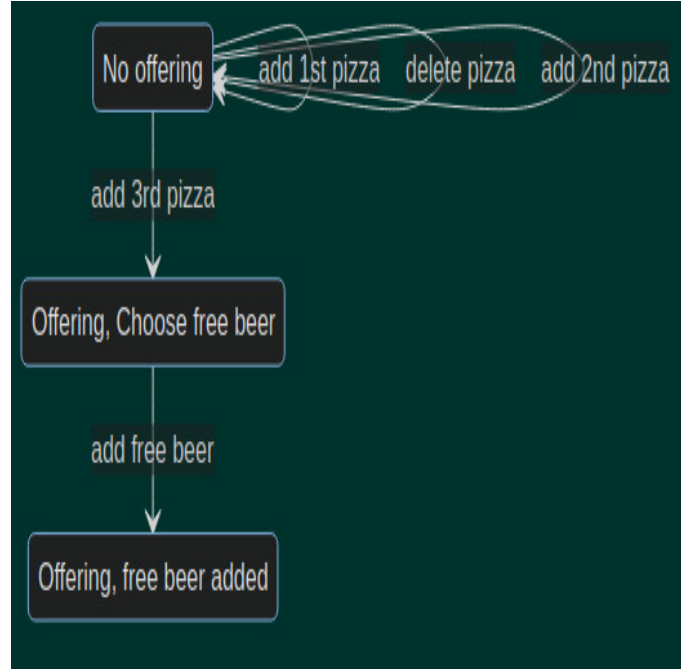 No offering
add 1st pizza
delete pizza
add 2nd pizza
add 3rd pizza
Offering, Choose free beer
add free beer
Offering, free beer added